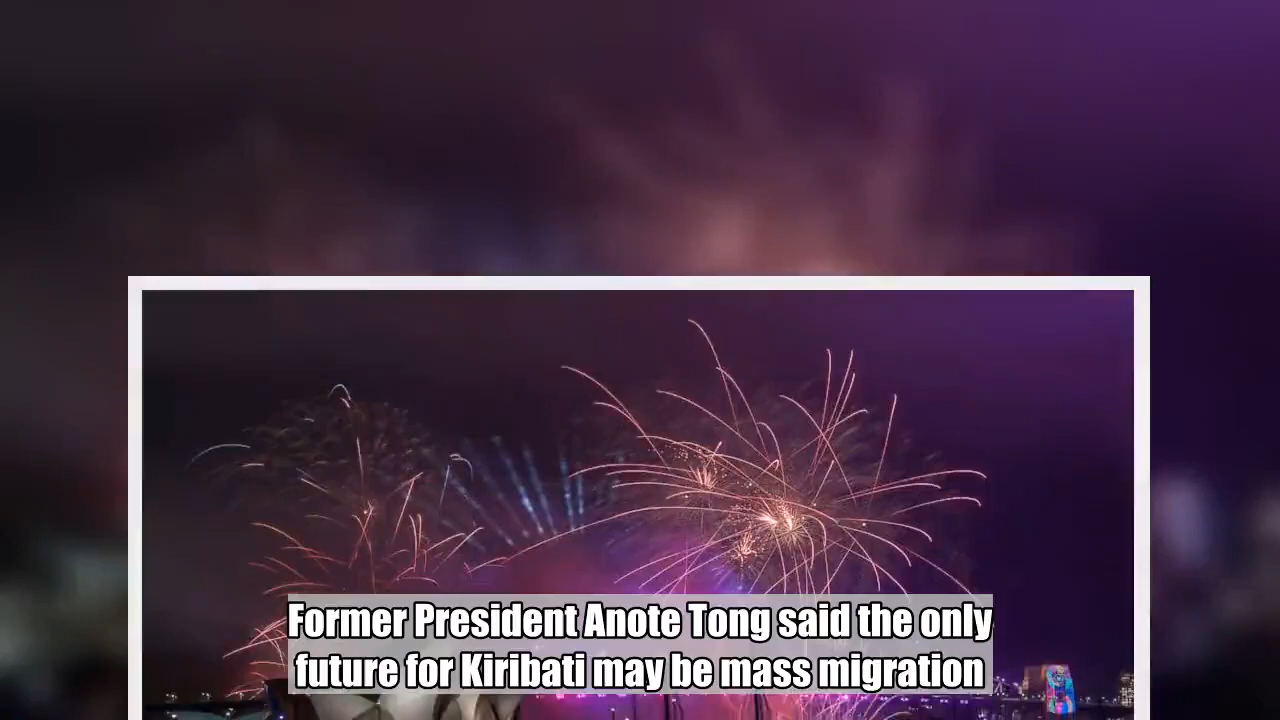 Former President Anote Tong said the only
future for Kiribati may be mass migration